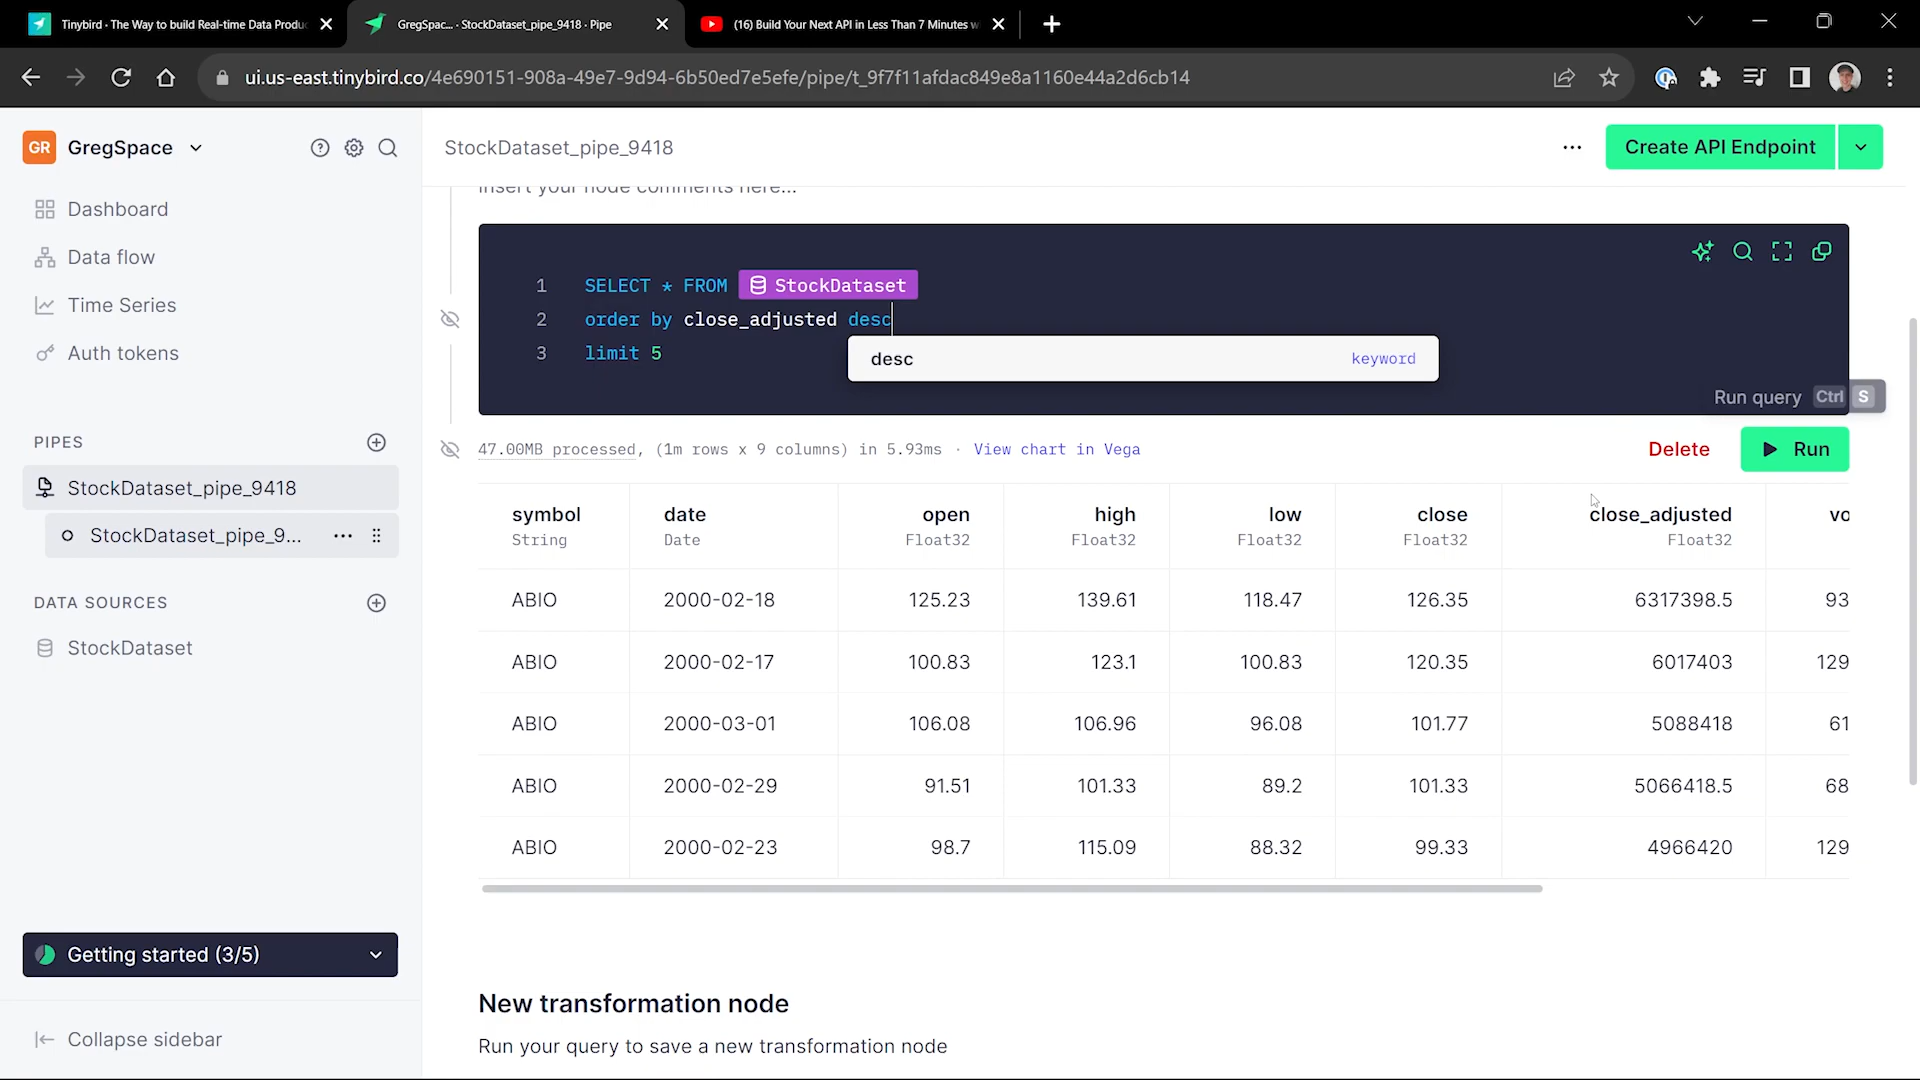 Tinybird · The Way to build Real-time Data Produc
GregSpac... · StockDataset_pipe_9418 · Pipe
(16) Build Your Next API in Less Than 7 Minutes w
ui.us-east.tinybird.co/4e690151-908a-49e7-9d94-6b50ed7e5efe/pipe/t_9f7f11afdac849e8a1160e44a2d6cb14
GR GregSpace
StockDataset_pipe_9418
Create API Endpoint
Insert your node comments here...
Dashboard
Data flow
Time Series
Auth tokens
PIPES
StockDataset_pipe_9418
StockDataset_pipe_9...
DATA SOURCES
StockDataset
Getting started (3/5)
Collapse sidebar
1 SELECT * FROM StockDataset
2 order by close_adjusted desc
3 limit 5
desc keyword
Run query Ctrl S
47.00MB processed, (1m rows x 9 columns) in 5.93ms · View chart in Vega
Delete
Run
symbol date open high low close close_adjusted vo
String Date Float32 Float32 Float32 Float32 Float32
ABIO 2000-02-18 125.23 139.61 118.47 126.35 6317398.5 93
ABIO 2000-02-17 100.83 123.1 100.83 120.35 6017403 129
ABIO 2000-03-01 106.08 106.96 96.08 101.77 5088418 61
ABIO 2000-02-29 91.51 101.33 89.2 101.33 5066418.5 68
ABIO 2000-02-23 98.7 115.09 88.32 99.33 4966420 129
New transformation node
Run your query to save a new transformation node